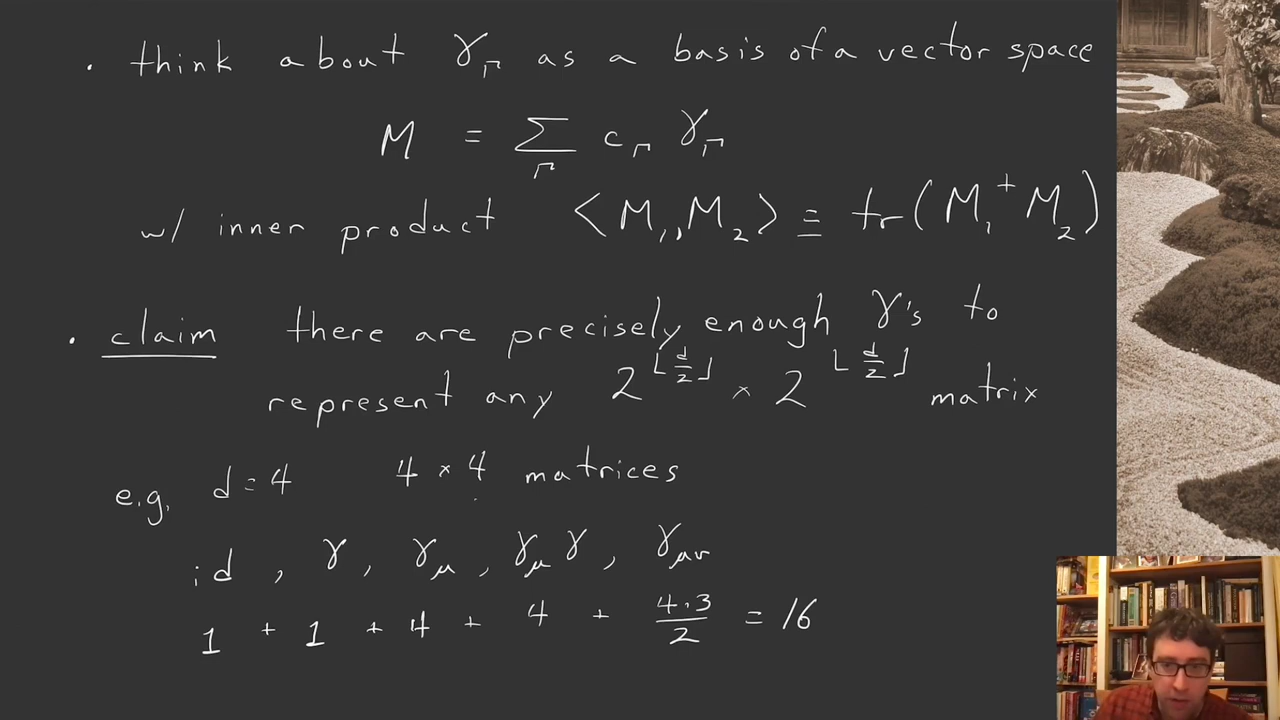 • think about γ_Γ as a basis of a vector space
M = Σ_Γ c_Γ γ_Γ
w/ inner product ⟨M₁, M₂⟩ ≡ tr(M₁⁺ M₂)
• claim there are precisely enough γ's to
represent any 2^⌊d/2⌋ × 2^⌊d/2⌋ matrix
e.g. d=4 4 × 4 matrices
id, γ, γ_μ, γ_μ γ, γ_μν
1 + 1 + 4 + 4 + 4·3/2 = 16